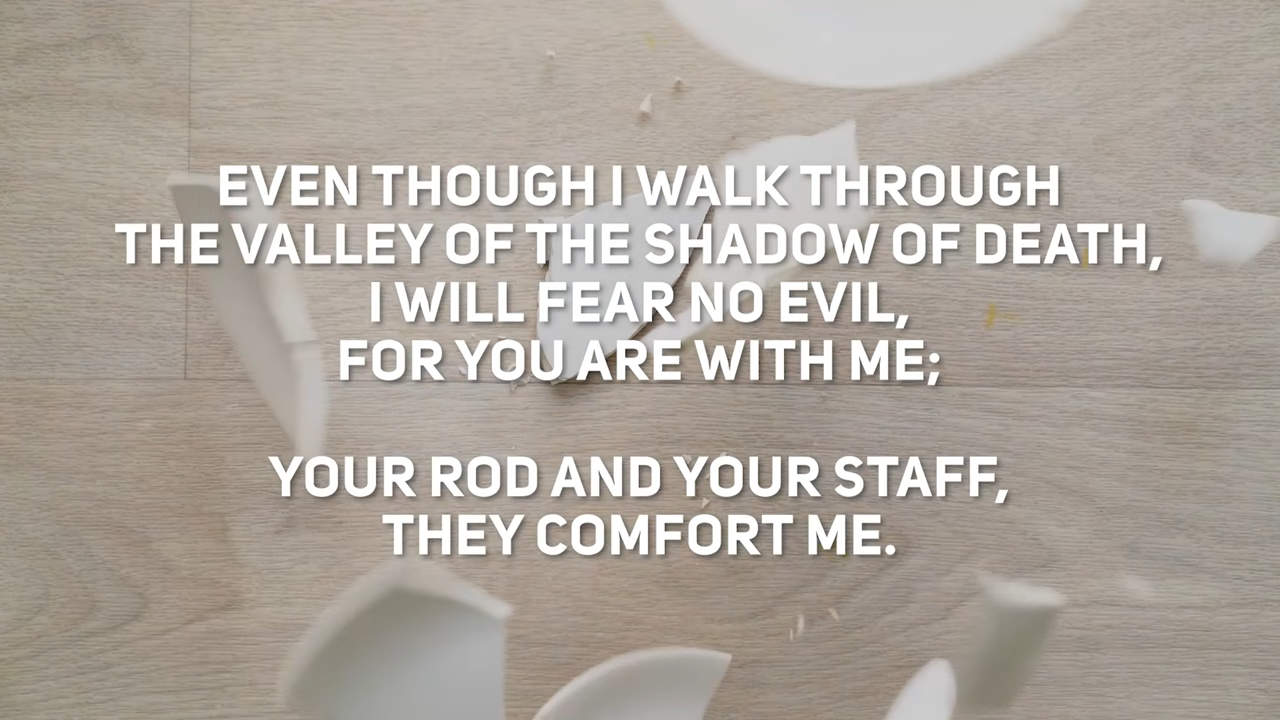 EVEN THOUGH I WALK THROUGH
THE VALLEY OF THE SHADOW OF DEATH,
I WILL FEAR NO EVIL,
FOR YOU ARE WITH ME;
YOUR ROD AND YOUR STAFF,
THEY COMFORT ME.